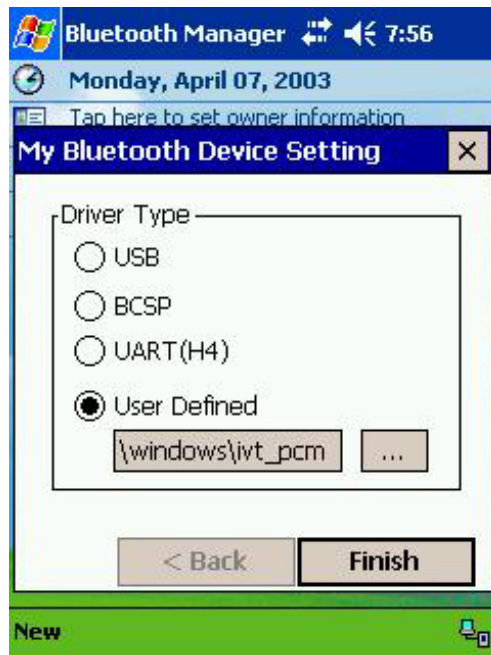 Bluetooth Manager 7:56
Monday, April 07, 2003
Tap here to set owner information
My Bluetooth Device Setting
Driver Type
USB
BCSP
UART(H4)
User Defined
\windows\ivt_pcm ...
< Back Finish
New